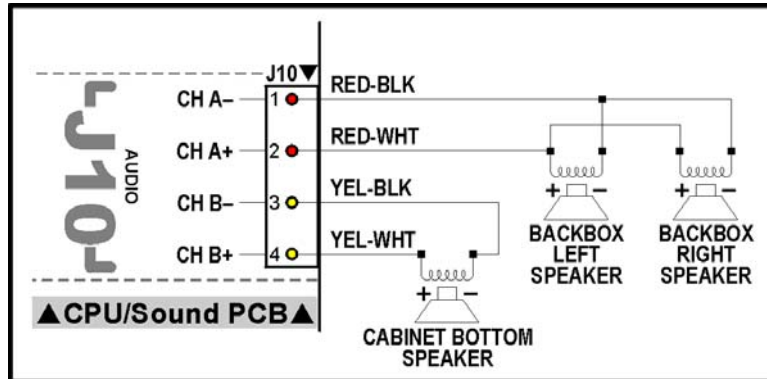 J10▼
J10
AUDIO
CH A– 1 RED-BLK
CH A+ 2 RED-WHT
CH B– 3 YEL-BLK
CH B+ 4 YEL-WHT
+ –
BACKBOX
LEFT
SPEAKER
+ –
BACKBOX
RIGHT
SPEAKER
+ –
CABINET BOTTOM
SPEAKER
▲CPU/Sound PCB▲